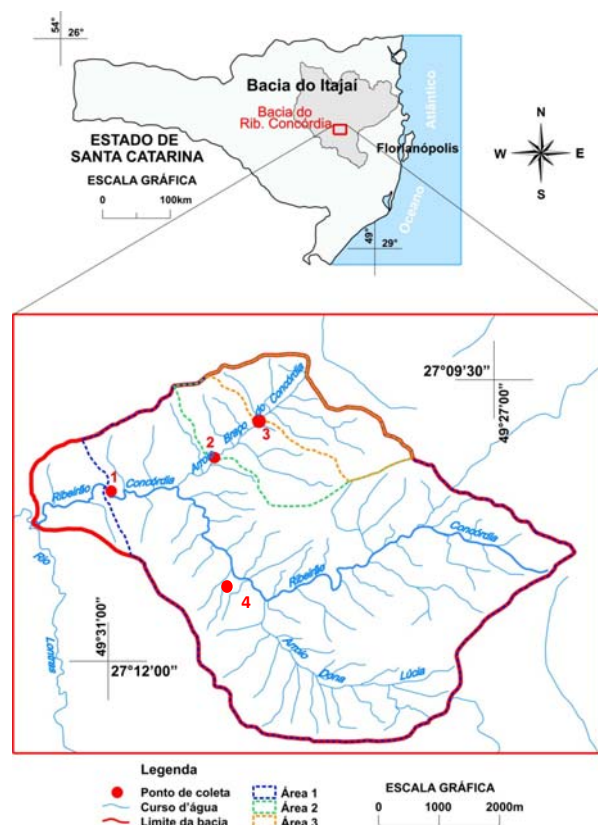 54°
26°
Bacia do Itajaí
Bacia do
Rib. Concórdia
Atlântico
Oceano
Florianópolis
ESTADO DE
SANTA CATARINA
ESCALA GRÁFICA
0 100km
49°
29°
N
W E
S
27°09'30"
49°27'00"
3
2
1
4
Arroio Braço do Concórdia
Ribeirão Concórdia
Ribeirão Concórdia
Arroio Dona Lúcia
Rio Lontras
49°31'00"
27°12'00"
Legenda
Ponto de coleta
Curso d'água
Limite da bacia
Área 1
Área 2
Área 3
ESCALA GRÁFICA
0 1000 2000m